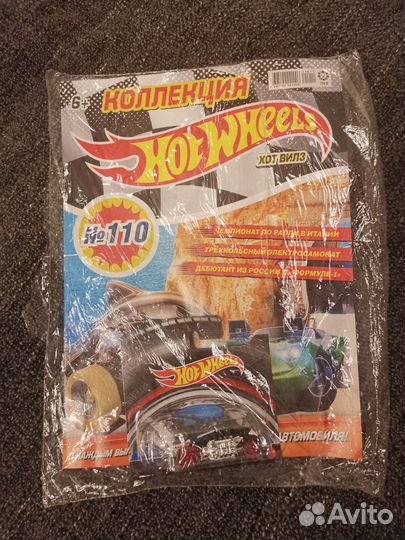 6+
КОЛЛЕКЦИЯ
HOT WHEELS
ХОТ ВИЛЗ
№110
ЧЕМПИОНАТ ПО РАЛЛИ В ИТАЛИИ
ТРЁХКОЛЁСНЫЙ ЭЛЕКТРОСАМОКАТ
ДЕБЮТАНТ ИЗ РОССИИ В «ФОРМУЛЕ-1»
HOT WHEELS
АВТОМОБИЛЯ!
Avito